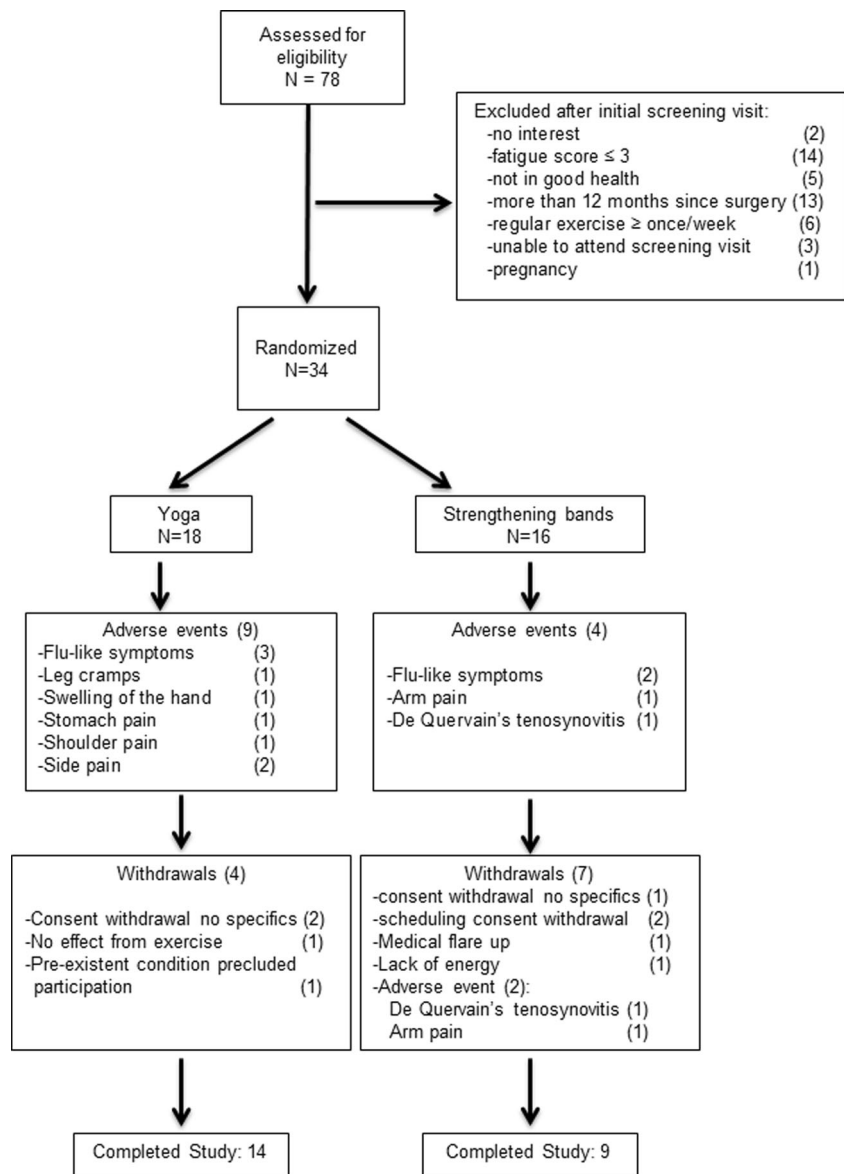 Assessed for
eligibility
N = 78
Excluded after initial screening visit:
-no interest (2)
-fatigue score ≤ 3 (14)
-not in good health (5)
-more than 12 months since surgery (13)
-regular exercise ≥ once/week (6)
-unable to attend screening visit (3)
-pregnancy (1)
Randomized
N=34
Yoga
N=18
Strengthening bands
N=16
Adverse events (9)
-Flu-like symptoms (3)
-Leg cramps (1)
-Swelling of the hand (1)
-Stomach pain (1)
-Shoulder pain (1)
-Side pain (2)
Adverse events (4)
-Flu-like symptoms (2)
-Arm pain (1)
-De Quervain’s tenosynovitis (1)
Withdrawals (4)
-Consent withdrawal no specifics (2)
-No effect from exercise (1)
-Pre-existent condition precluded
participation (1)
Withdrawals (7)
-consent withdrawal no specifics (1)
-scheduling consent withdrawal (2)
-Medical flare up (1)
-Lack of energy (1)
-Adverse event (2):
De Quervain’s tenosynovitis (1)
Arm pain (1)
Completed Study: 14
Completed Study: 9